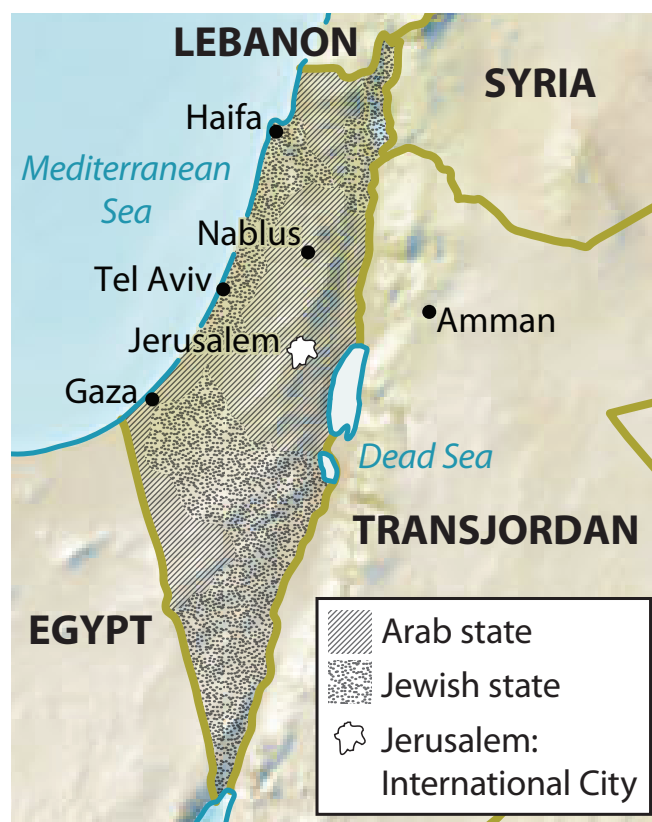 LEBANON
SYRIA
Haifa
Mediterranean
Sea
Nablus
Tel Aviv
Amman
Jerusalem
Gaza
Dead Sea
TRANSJORDAN
EGYPT
Arab state
Jewish state
Jerusalem:
International City